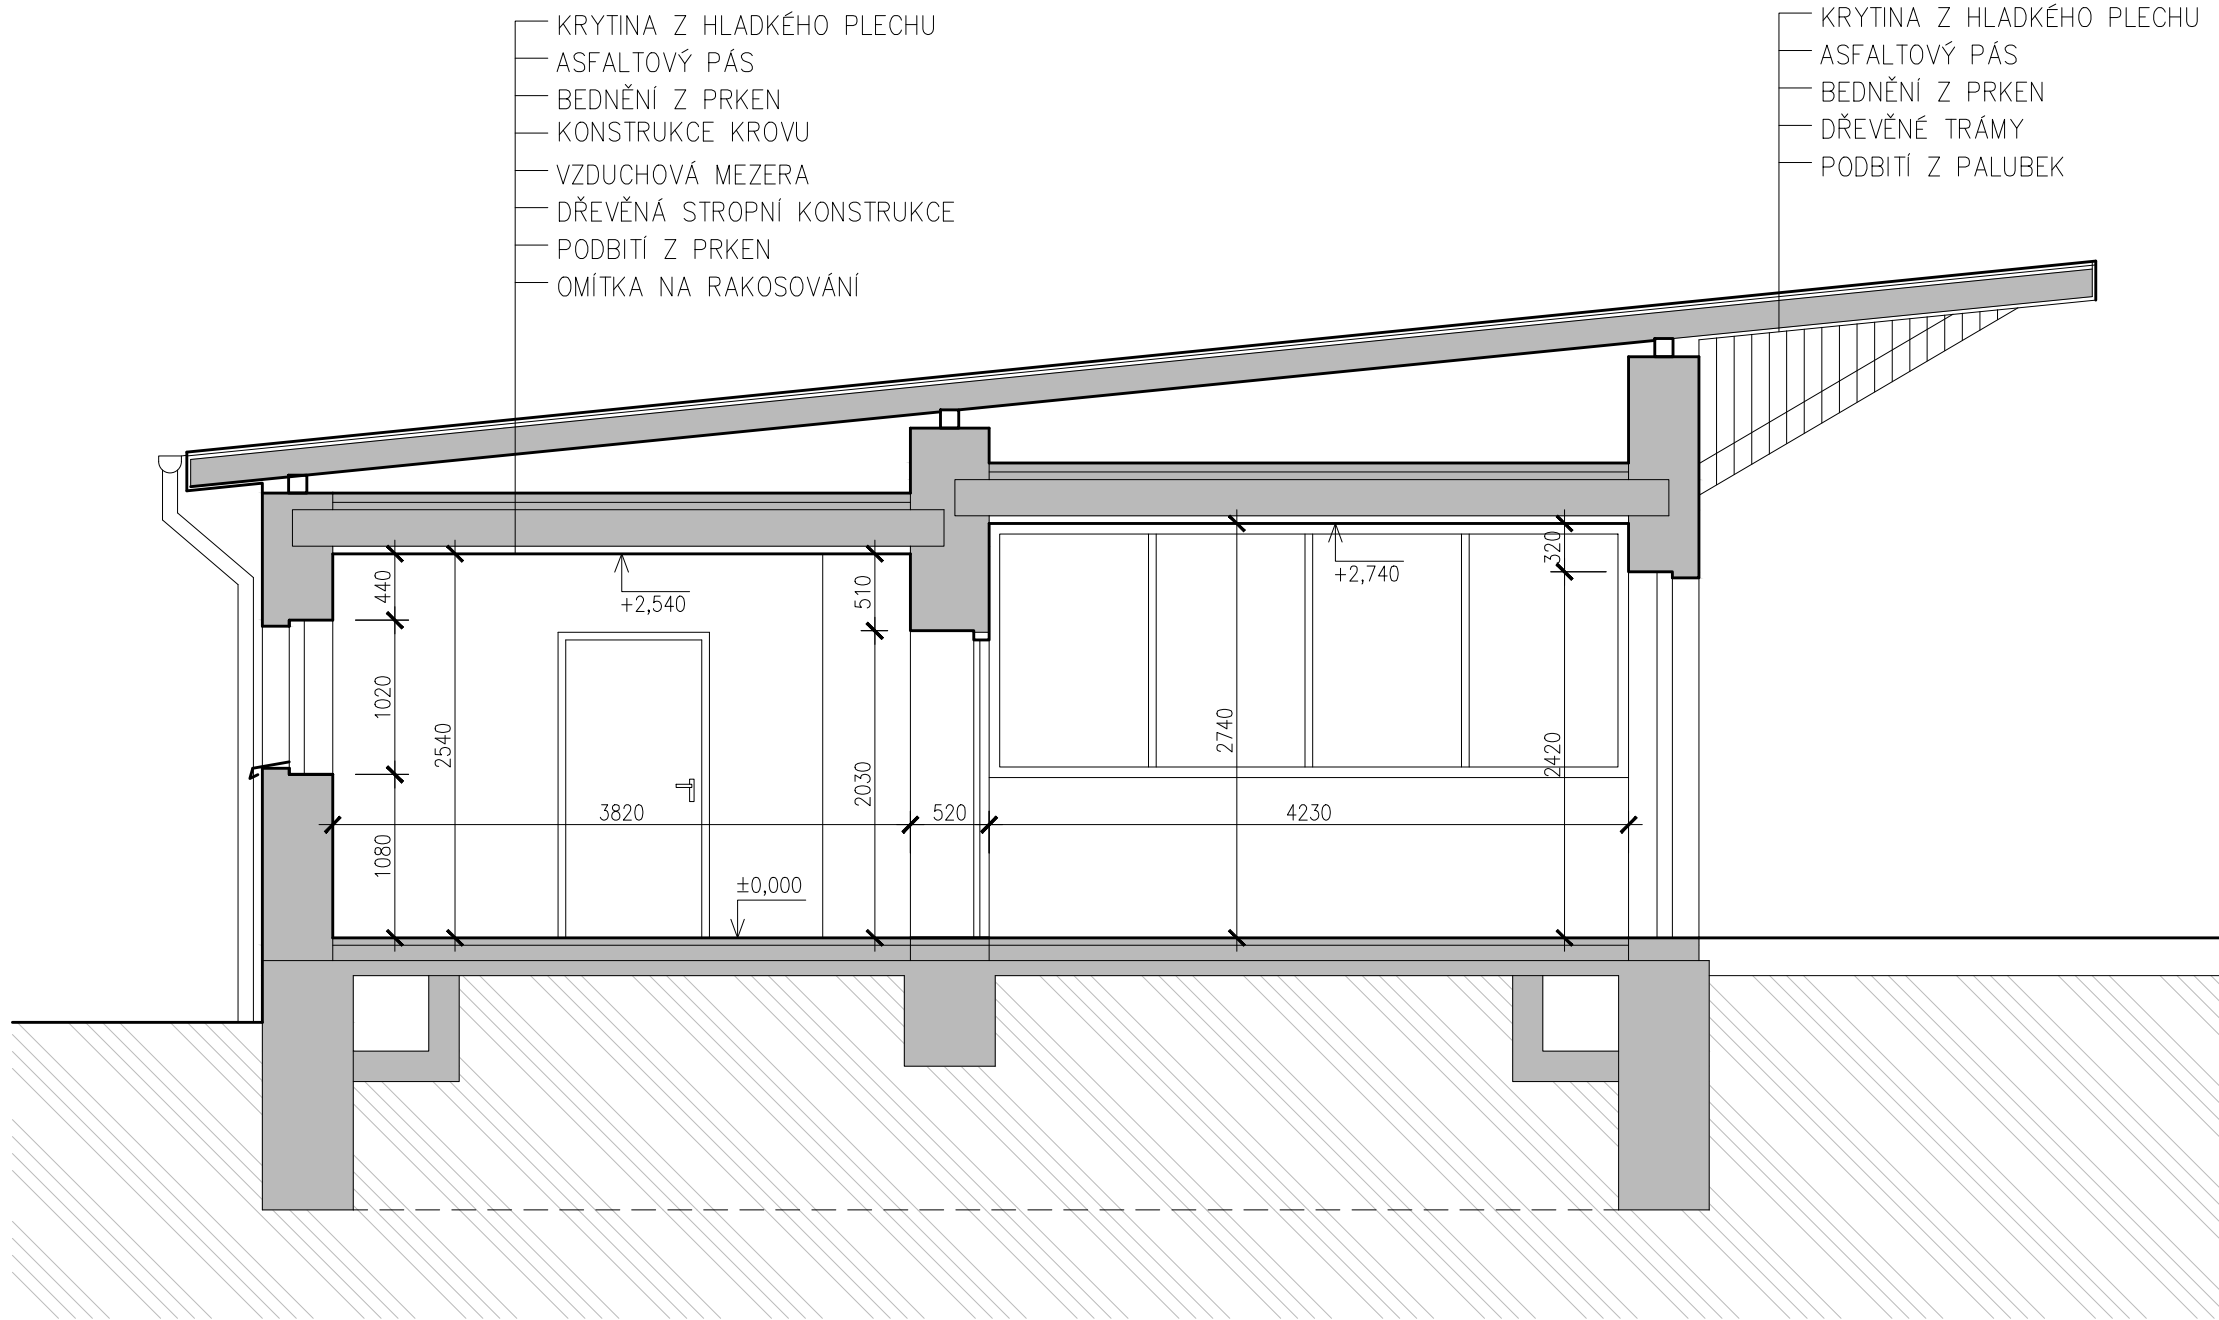 KRYTINA Z HLADKÉHO PLECHU
ASFALTOVÝ PÁS
BEDNĚNÍ Z PRKEN
KONSTRUKCE KROVU
VZDUCHOVÁ MEZERA
DŘEVĚNÁ STROPNÍ KONSTRUKCE
PODBITÍ Z PRKEN
OMÍTKA NA RAKOSOVÁNÍ
KRYTINA Z HLADKÉHO PLECHU
ASFALTOVÝ PÁS
BEDNĚNÍ Z PRKEN
DŘEVĚNÉ TRÁMY
PODBITÍ Z PALUBEK
440
1020
1080
2540
+2,540
510
2030
3820
520
4230
±0,000
2740
+2,740
320
2420